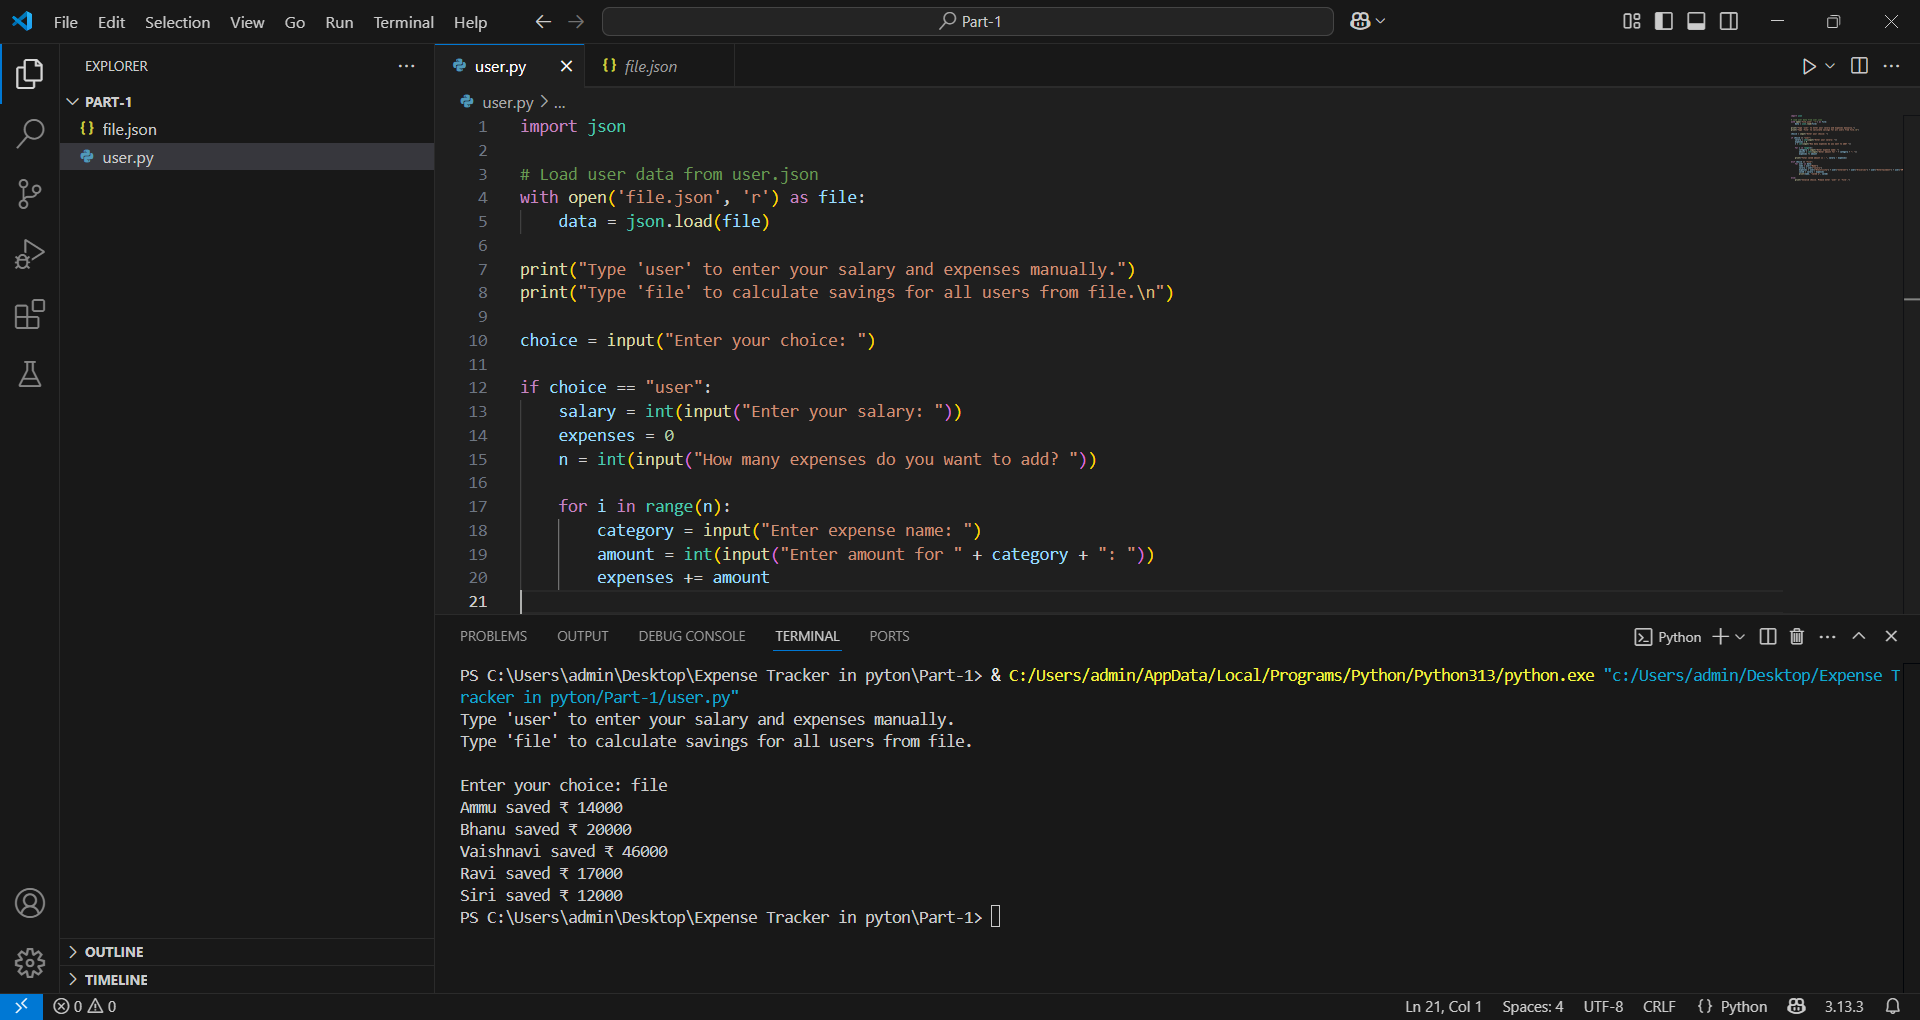 File Edit Selection View Go Run Terminal Help
Part-1
EXPLORER
PART-1
{} file.json
user.py
OUTLINE
TIMELINE
user.py
{} file.json
user.py > ...
1 import json
2
3 # Load user data from user.json
4 with open('file.json', 'r') as file:
5 data = json.load(file)
6
7 print("Type 'user' to enter your salary and expenses manually.")
8 print("Type 'file' to calculate savings for all users from file.\n")
9
10 choice = input("Enter your choice: ")
11
12 if choice == "user":
13 salary = int(input("Enter your salary: "))
14 expenses = 0
15 n = int(input("How many expenses do you want to add? "))
16
17 for i in range(n):
18 category = input("Enter expense name: ")
19 amount = int(input("Enter amount for " + category + ": "))
20 expenses += amount
21
PROBLEMS OUTPUT DEBUG CONSOLE TERMINAL PORTS
Python
PS C:\Users\admin\Desktop\Expense Tracker in pyton\Part-1> & C:/Users/admin/AppData/Local/Programs/Python/Python313/python.exe "c:/Users/admin/Desktop/Expense T
racker in pyton/Part-1/user.py"
Type 'user' to enter your salary and expenses manually.
Type 'file' to calculate savings for all users from file.
Enter your choice: file
Ammu saved ₹ 14000
Bhanu saved ₹ 20000
Vaishnavi saved ₹ 46000
Ravi saved ₹ 17000
Siri saved ₹ 12000
PS C:\Users\admin\Desktop\Expense Tracker in pyton\Part-1>
0 0
Ln 21, Col 1 Spaces: 4 UTF-8 CRLF {} Python 3.13.3